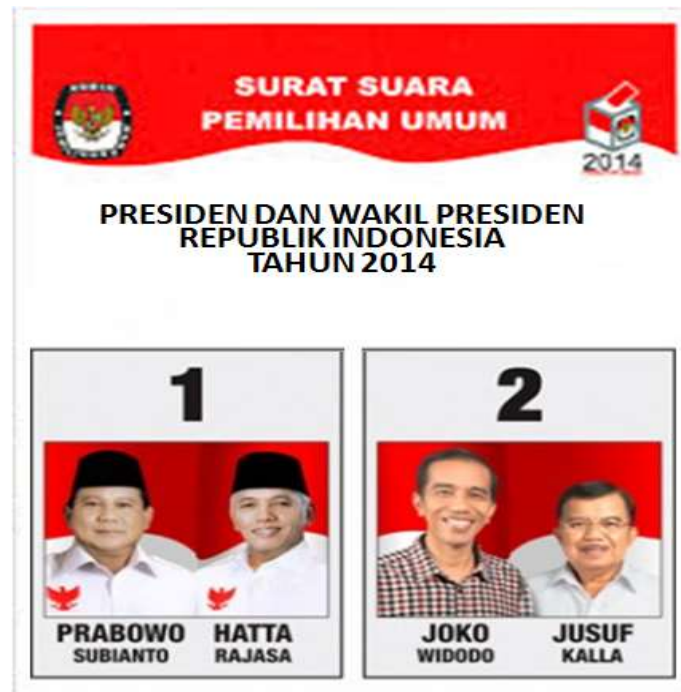 SURAT SUARA
PEMILIHAN UMUM
2014
PRESIDEN DAN WAKIL PRESIDEN
REPUBLIK INDONESIA
TAHUN 2014
1
2
PRABOWO
SUBIANTO
HATTA
RAJASA
JOKO
WIDODO
JUSUF
KALLA